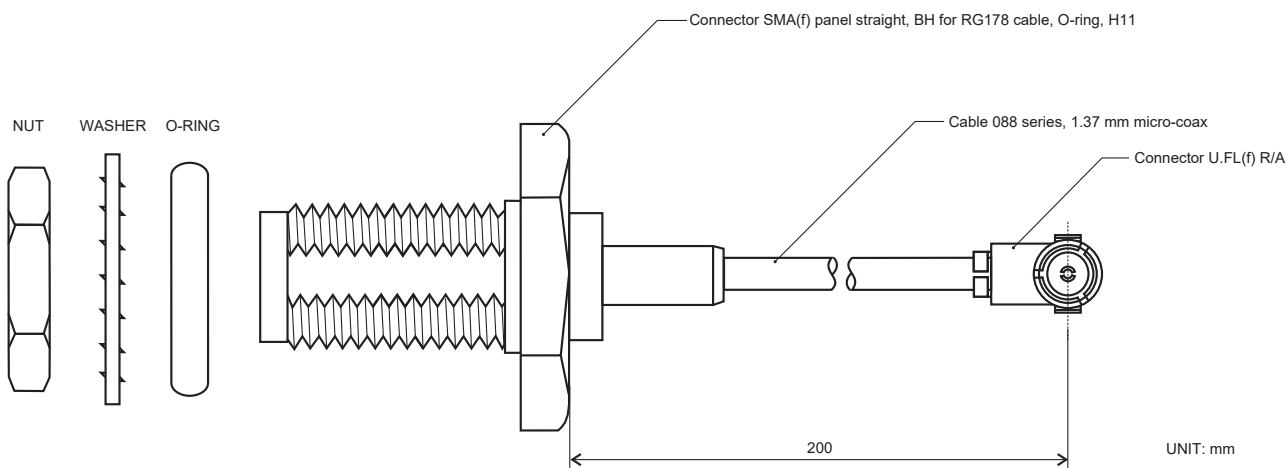 Connector SMA(f) panel straight, BH for RG178 cable, O-ring, H11
NUT
WASHER
O-RING
Cable 088 series, 1.37 mm micro-coax
Connector U.FL(f) R/A
200
UNIT: mm